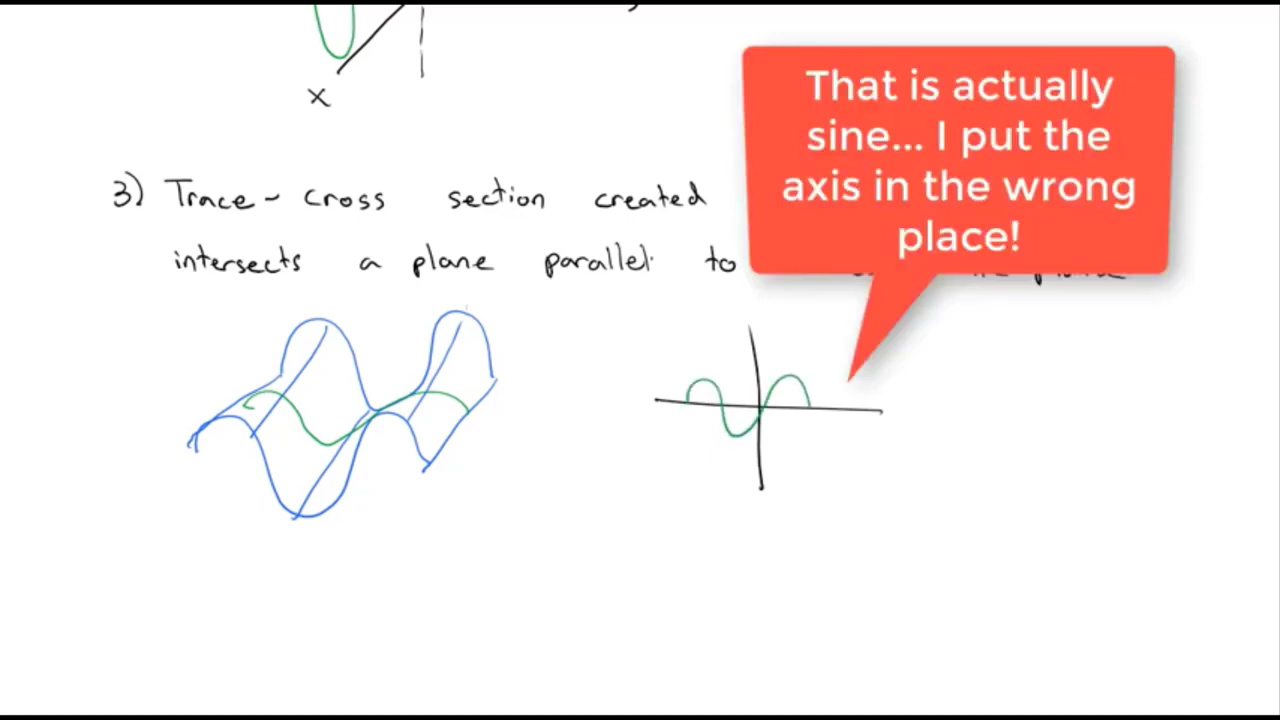 x
3) Trace - cross section created
intersects a plane parallel to
That is actually
sine... I put the
axis in the wrong
place!